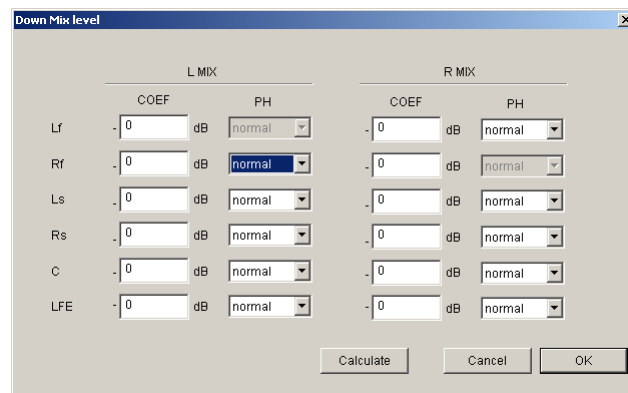 Down Mix level
L MIX R MIX
COEF PH COEF PH
Lf - 0 dB normal - 0 dB normal
Rf - 0 dB normal - 0 dB normal
Ls - 0 dB normal - 0 dB normal
Rs - 0 dB normal - 0 dB normal
C - 0 dB normal - 0 dB normal
LFE - 0 dB normal - 0 dB normal
Calculate Cancel OK